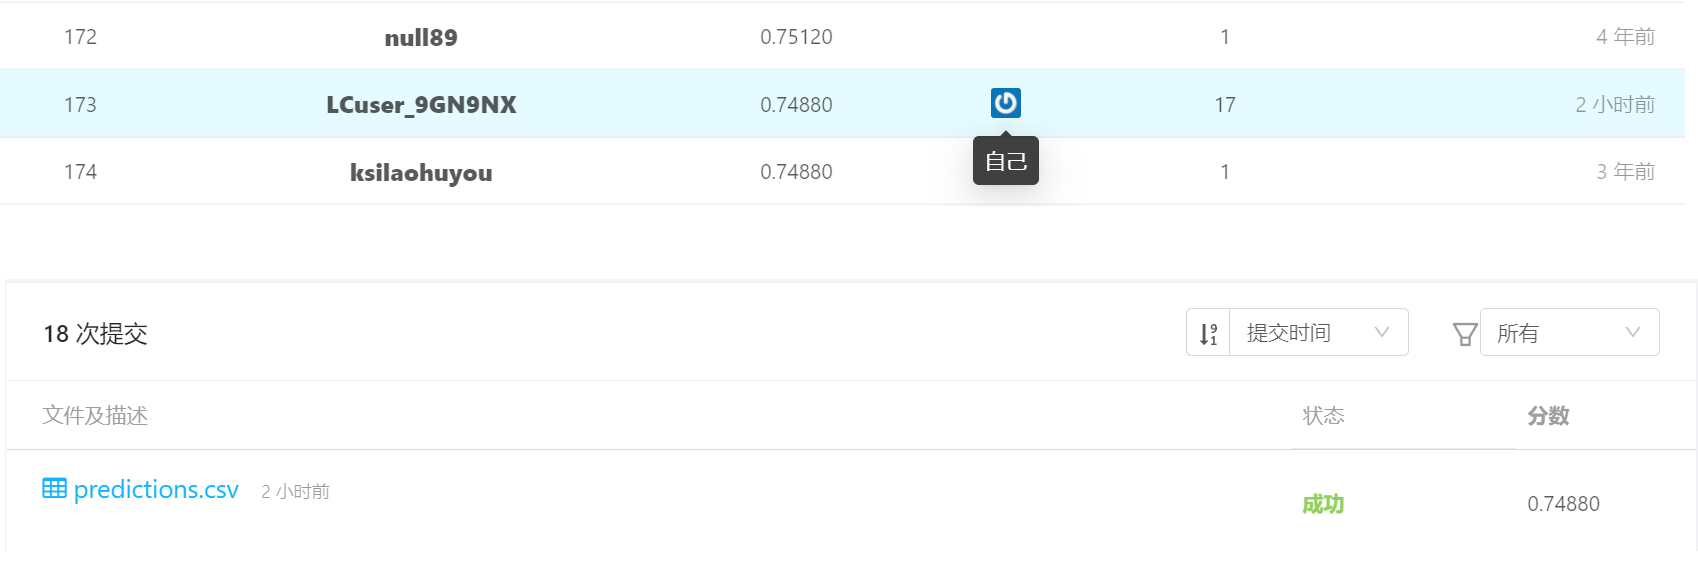 172 null89 0.75120 1 4 年前
173 LCuser_9GN9NX 0.74880 17 2 小时前
自己
174 ksilaohuyou 0.74880 1 3 年前
18 次提交 9 1 提交时间 所有
文件及描述 状态 分数
predictions.csv 2 小时前 成功 0.74880